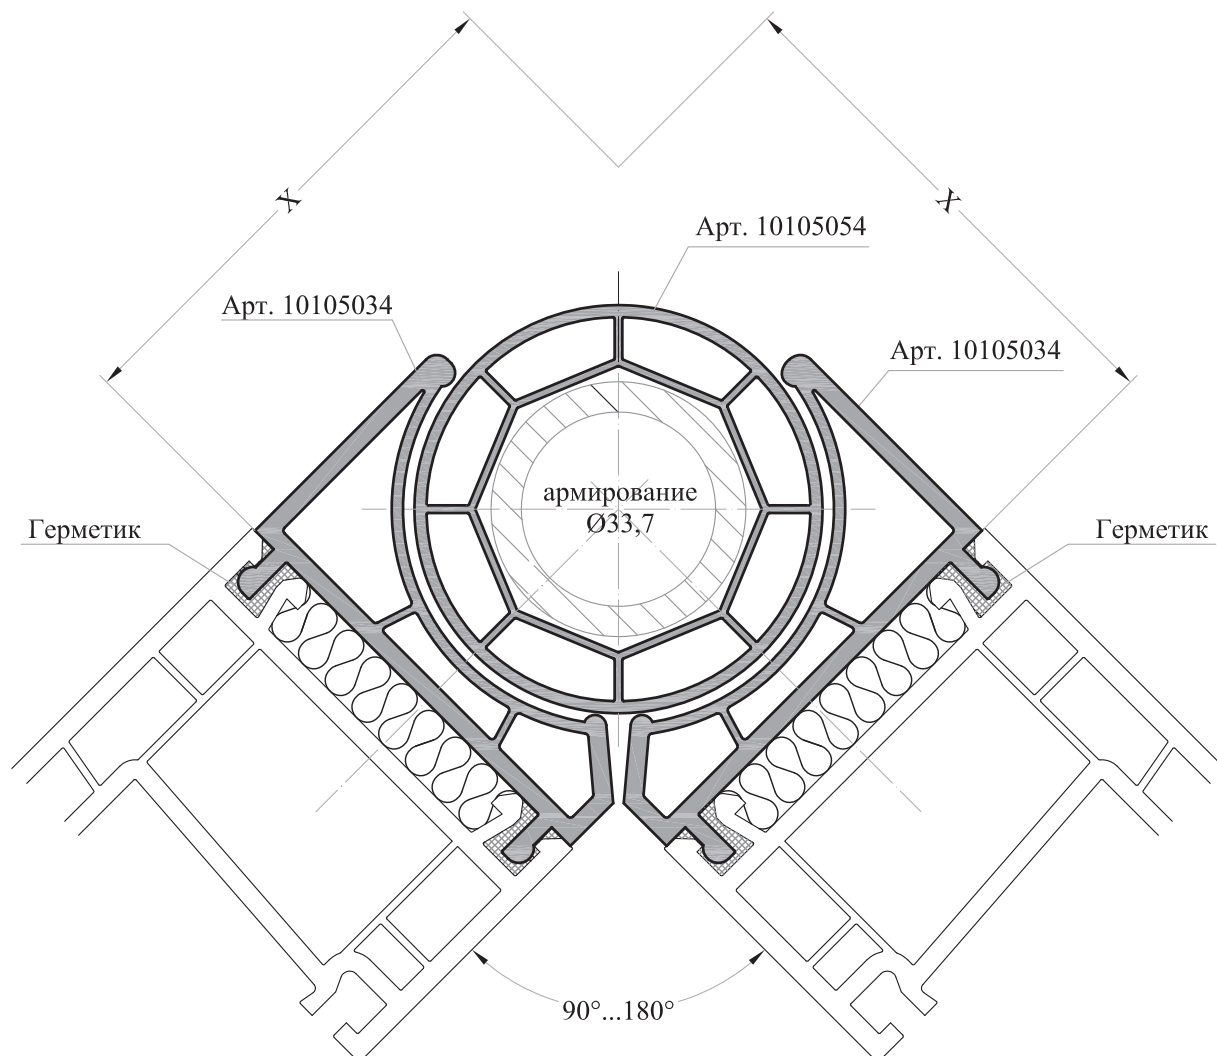 X
X
Арт. 10105054
Арт. 10105034
Арт. 10105034
армирование
Ø33,7
Герметик
Герметик
90°...180°